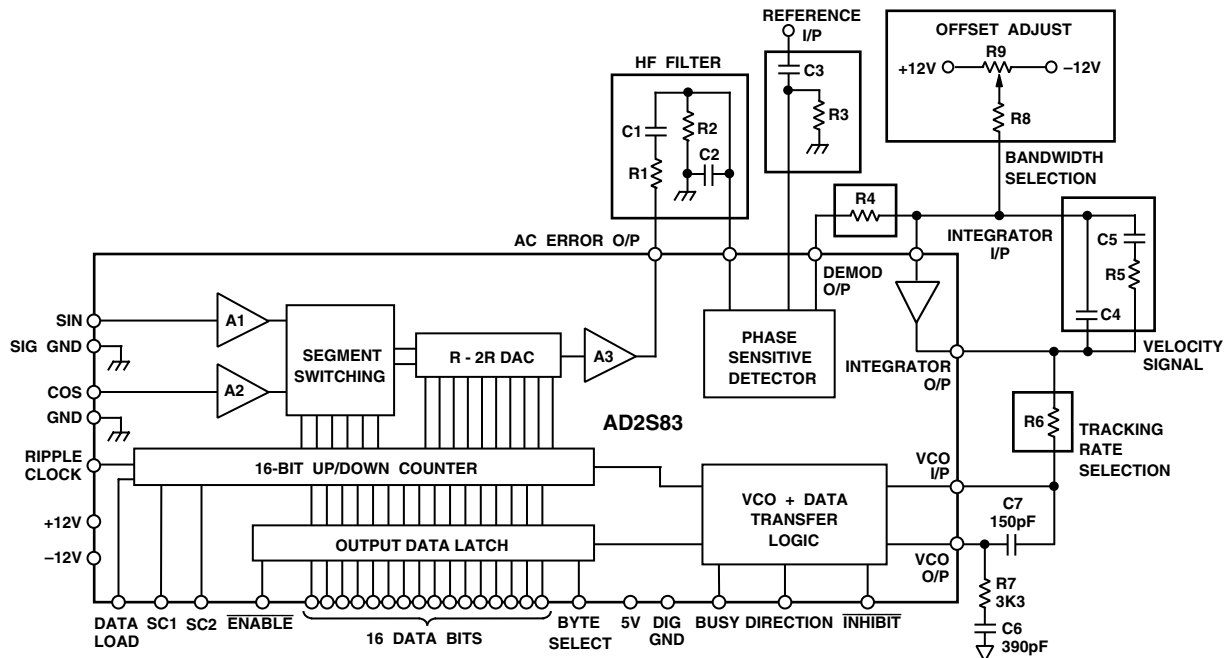 REFERENCE
I/P
OFFSET ADJUST
R9
+12V
–12V
R8
HF FILTER
C3
R3
C1
R2
C2
R1
BANDWIDTH
SELECTION
R4
AC ERROR O/P
DEMOD
O/P
INTEGRATOR
I/P
C5
R5
C4
SIN
A1
SIG GND
SEGMENT
SWITCHING
R - 2R DAC
A3
PHASE
SENSITIVE
DETECTOR
INTEGRATOR
O/P
VELOCITY
SIGNAL
COS
A2
GND
AD2S83
R6
TRACKING
RATE
SELECTION
RIPPLE
CLOCK
16-BIT UP/DOWN COUNTER
VCO
I/P
VCO + DATA
TRANSFER
LOGIC
C7
150pF
+12V
–12V
OUTPUT DATA LATCH
VCO
O/P
R7
3K3
C6
390pF
DATA
LOAD
SC1
SC2
ENABLE
16 DATA BITS
BYTE
SELECT
5V
DIG
GND
BUSY
DIRECTION
INHIBIT